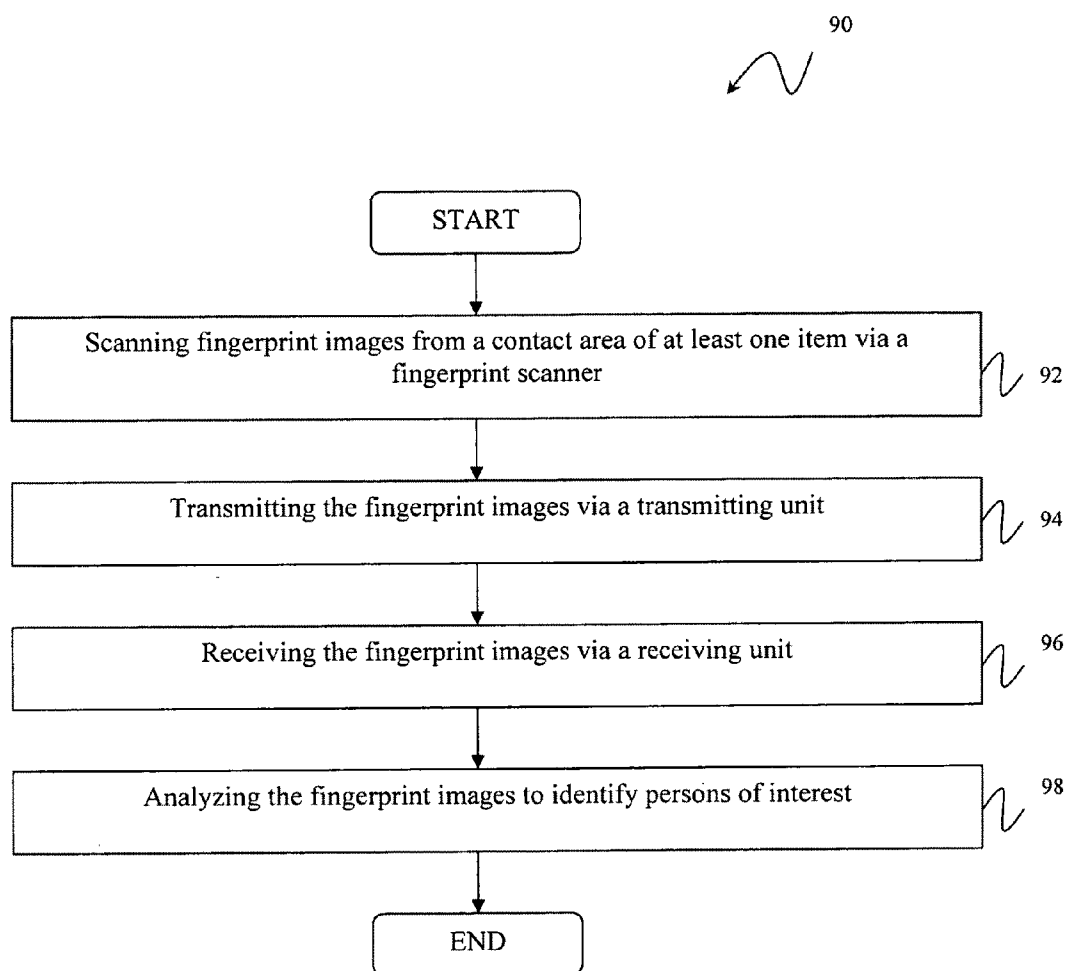 90
START
Scanning fingerprint images from a contact area of at least one item via a
fingerprint scanner
92
Transmitting the fingerprint images via a transmitting unit
94
Receiving the fingerprint images via a receiving unit
96
Analyzing the fingerprint images to identify persons of interest
98
END